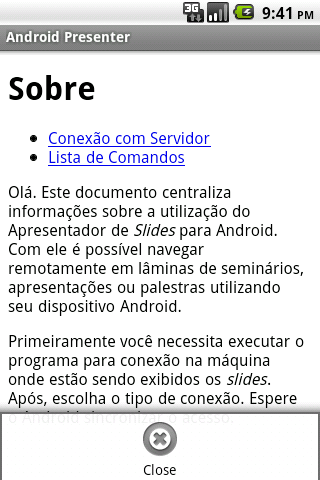 3G 9:41 PM
Android Presenter
Sobre
Conexão com Servidor
Lista de Comandos
Olá. Este documento centraliza
informações sobre a utilização do
Apresentador de Slides para Android.
Com ele é possível navegar
remotamente em lâminas de seminários,
apresentações ou palestras utilizando
seu dispositivo Android.
Primeiramente você necessita executar o
programa para conexão na máquina
onde estão sendo exibidos os slides.
Após, escolha o tipo de conexão. Espere
o Android sincronizar o acesso.
Close